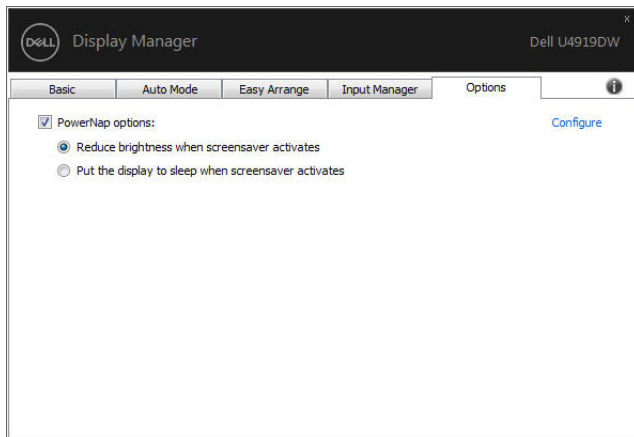 x
DELL Display Manager Dell U4919DW
Basic Auto Mode Easy Arrange Input Manager Options i
PowerNap options: Configure
Reduce brightness when screensaver activates
Put the display to sleep when screensaver activates